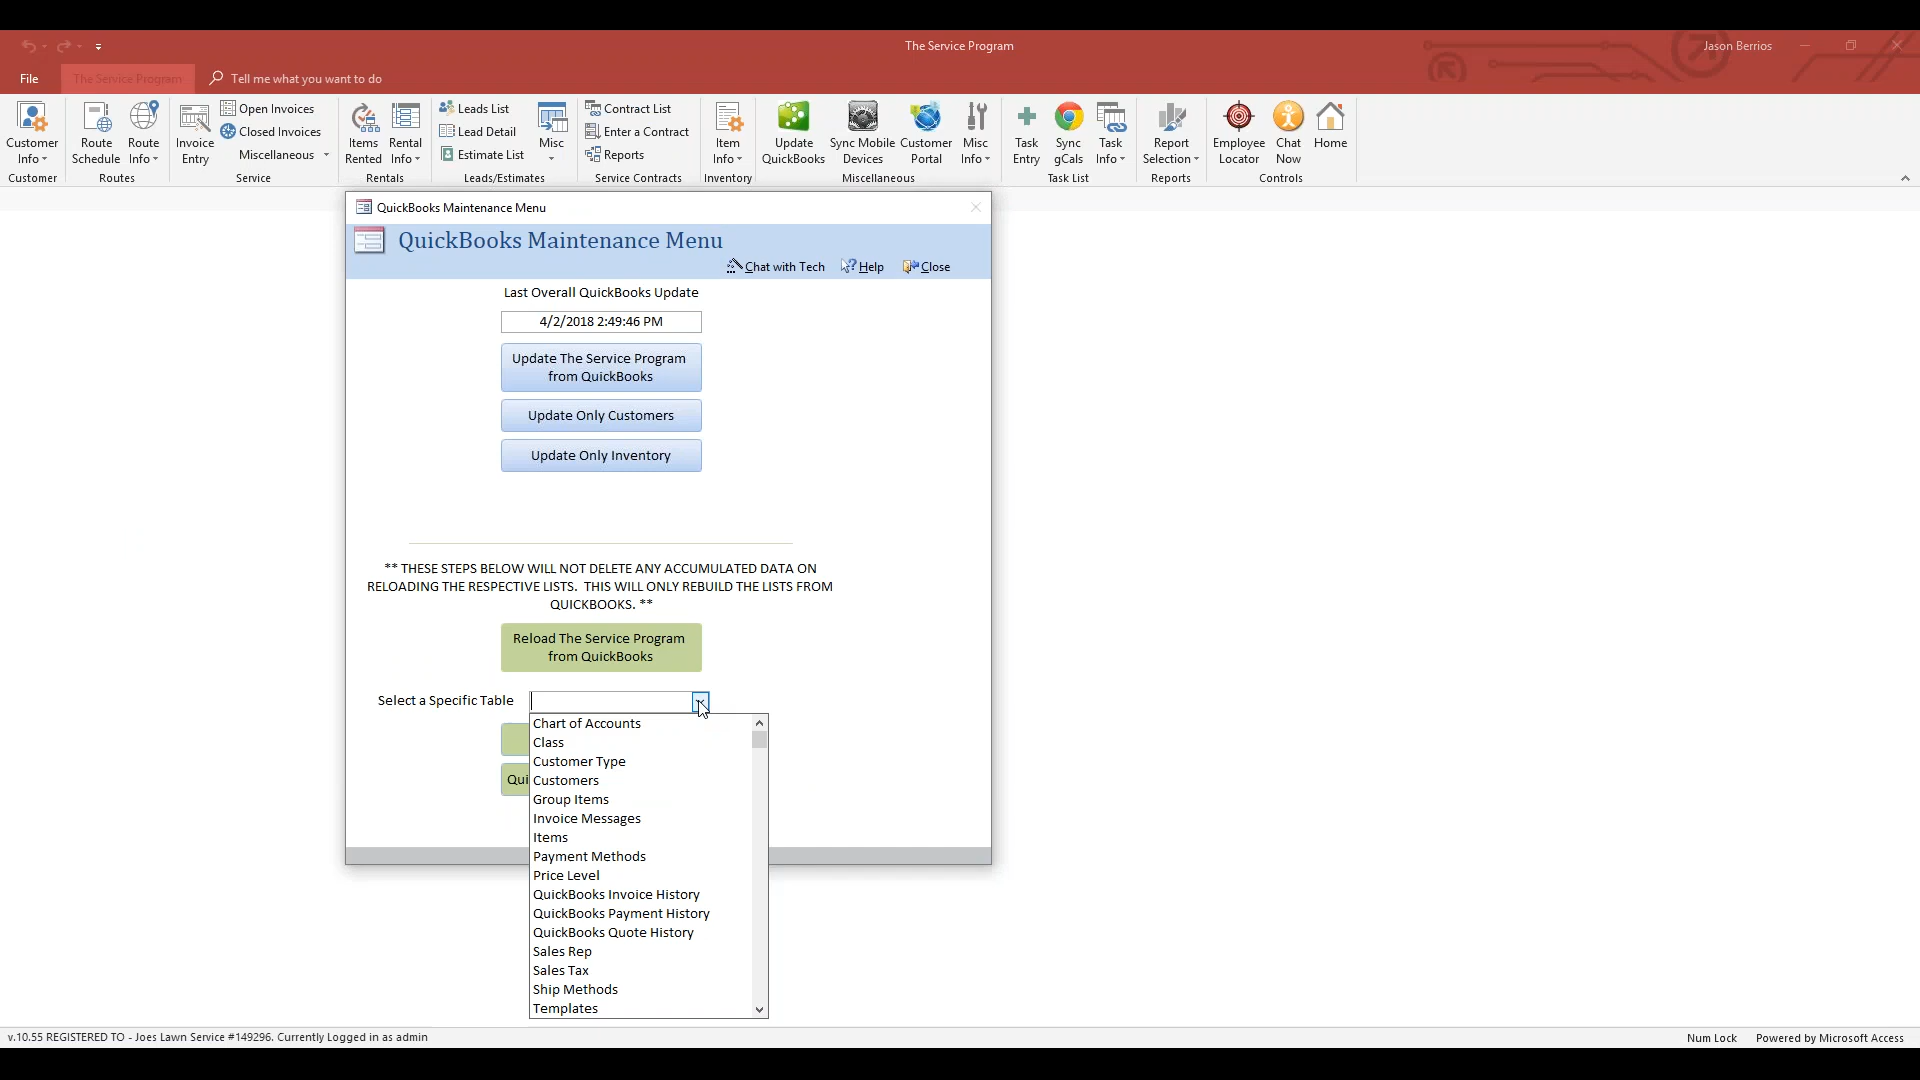 The Service Program
Jason Berrios
File
The Service Program
Tell me what you want to do
Customer Info
Customer
Route Schedule
Route Info
Routes
Invoice Entry
Open Invoices
Closed Invoices
Miscellaneous
Service
Items Rented
Rental Info
Rentals
Leads List
Lead Detail
Estimate List
Misc
Leads/Estimates
Contract List
Enter a Contract
Reports
Service Contracts
Item Info
Inventory
Update QuickBooks
Sync Mobile Devices
Customer Portal
Misc Info
Miscellaneous
Task Entry
Sync gCals
Task Info
Task List
Report Selection
Reports
Employee Locator
Chat Now
Home
Controls
QuickBooks Maintenance Menu
QuickBooks Maintenance Menu
Chat with Tech
Help
Close
Last Overall QuickBooks Update
4/2/2018 2:49:46 PM
Update The Service Program
from QuickBooks
Update Only Customers
Update Only Inventory
** THESE STEPS BELOW WILL NOT DELETE ANY ACCUMULATED DATA ON
RELOADING THE RESPECTIVE LISTS. THIS WILL ONLY REBUILD THE LISTS FROM
QUICKBOOKS. **
Reload The Service Program
from QuickBooks
Select a Specific Table
Chart of Accounts
Class
Customer Type
Customers
Qui
Group Items
Invoice Messages
Items
Payment Methods
Price Level
QuickBooks Invoice History
QuickBooks Payment History
QuickBooks Quote History
Sales Rep
Sales Tax
Ship Methods
Templates
v.10.55 REGISTERED TO - Joes Lawn Service #149296. Currently Logged in as admin
Num Lock
Powered by Microsoft Access